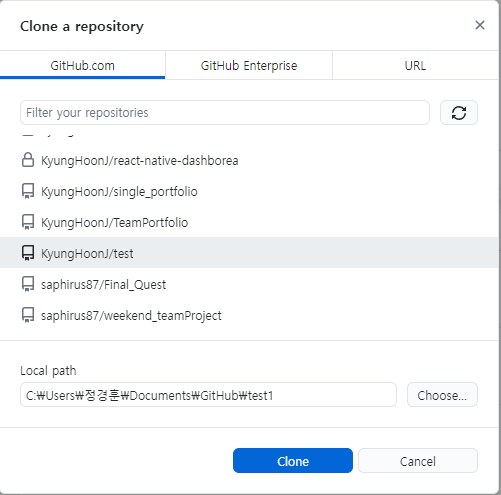 Clone a repository
GitHub.com GitHub Enterprise URL
Filter your repositories
KyungHoonJ/react-native-dashborea
KyungHoonJ/single_portfolio
KyungHoonJ/TeamPortfolio
KyungHoonJ/test
saphirus87/Final_Quest
saphirus87/weekend_teamProject
Local path
C:₩Users₩정경훈₩Documents₩GitHub₩test1 Choose...
Clone Cancel